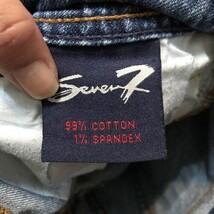 Seven7
99% COTTON
1% SPANDEX